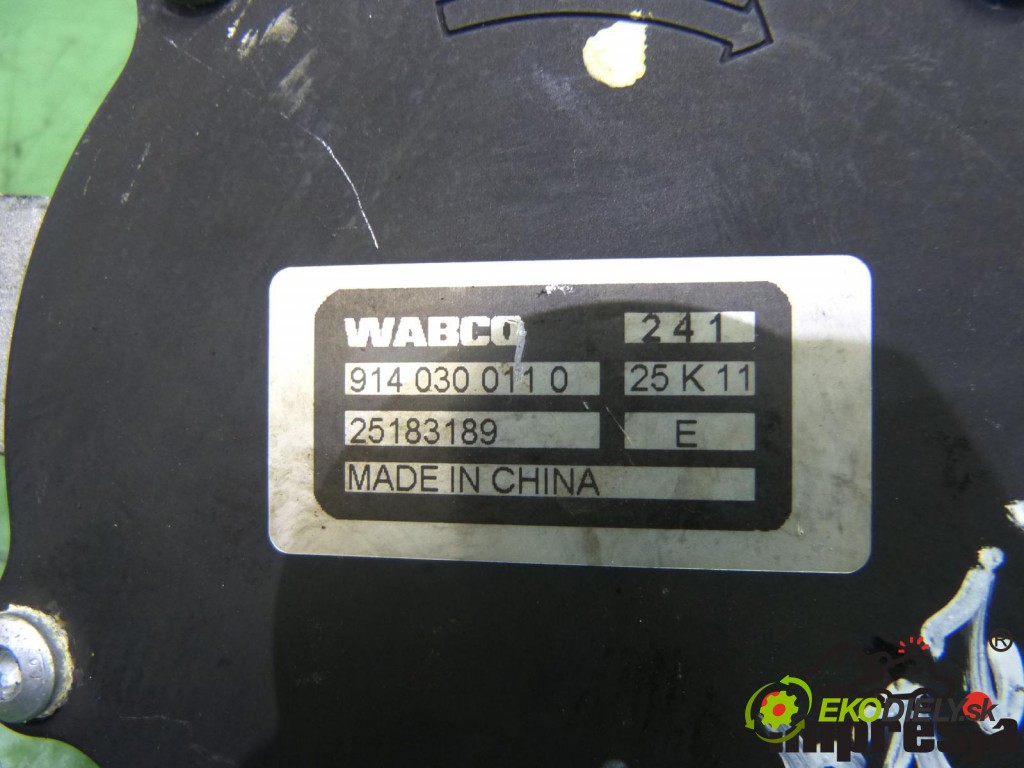 WABCO 241
914 030 011 0 25 K 11
25183189 E
MADE IN CHINA
®
EKODIELY.sk